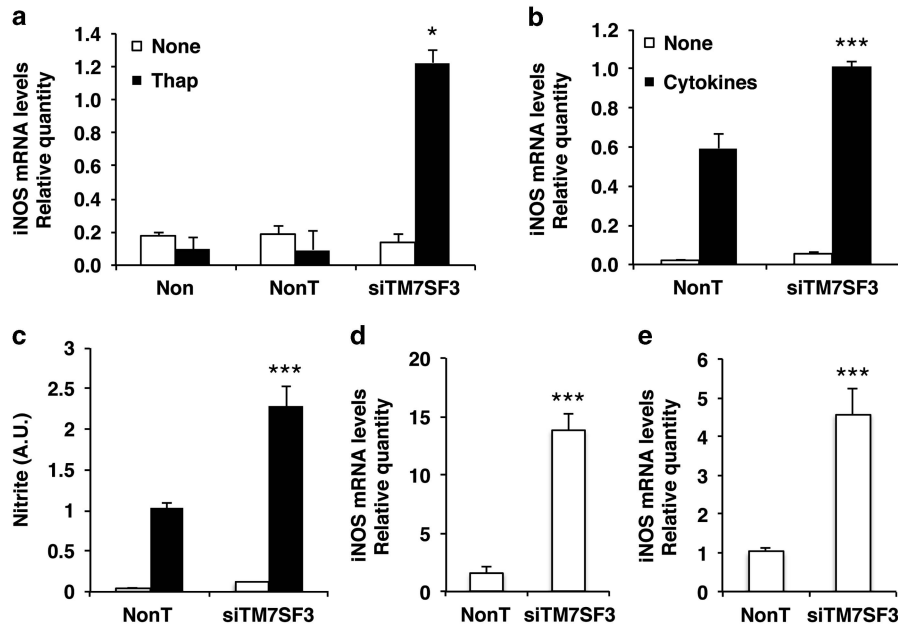 a
iNOS mRNA levels
Relative quantity
1.4
1.2
1.0
0.8
0.6
0.4
0.2
0.0
None
Thap
*
Non
NonT
siTM7SF3
b
iNOS mRNA levels
Relative quantity
1.2
1.0
0.8
0.6
0.4
0.2
0.0
None
Cytokines
***
NonT
siTM7SF3
c
Nitrite (A.U.)
3
2.5
2
1.5
1
0.5
0
***
NonT
siTM7SF3
d
iNOS mRNA levels
Relative quantity
20
15
10
5
0
***
NonT
siTM7SF3
e
iNOS mRNA levels
Relative quantity
6
5
4
3
2
1
0
***
NonT
siTM7SF3